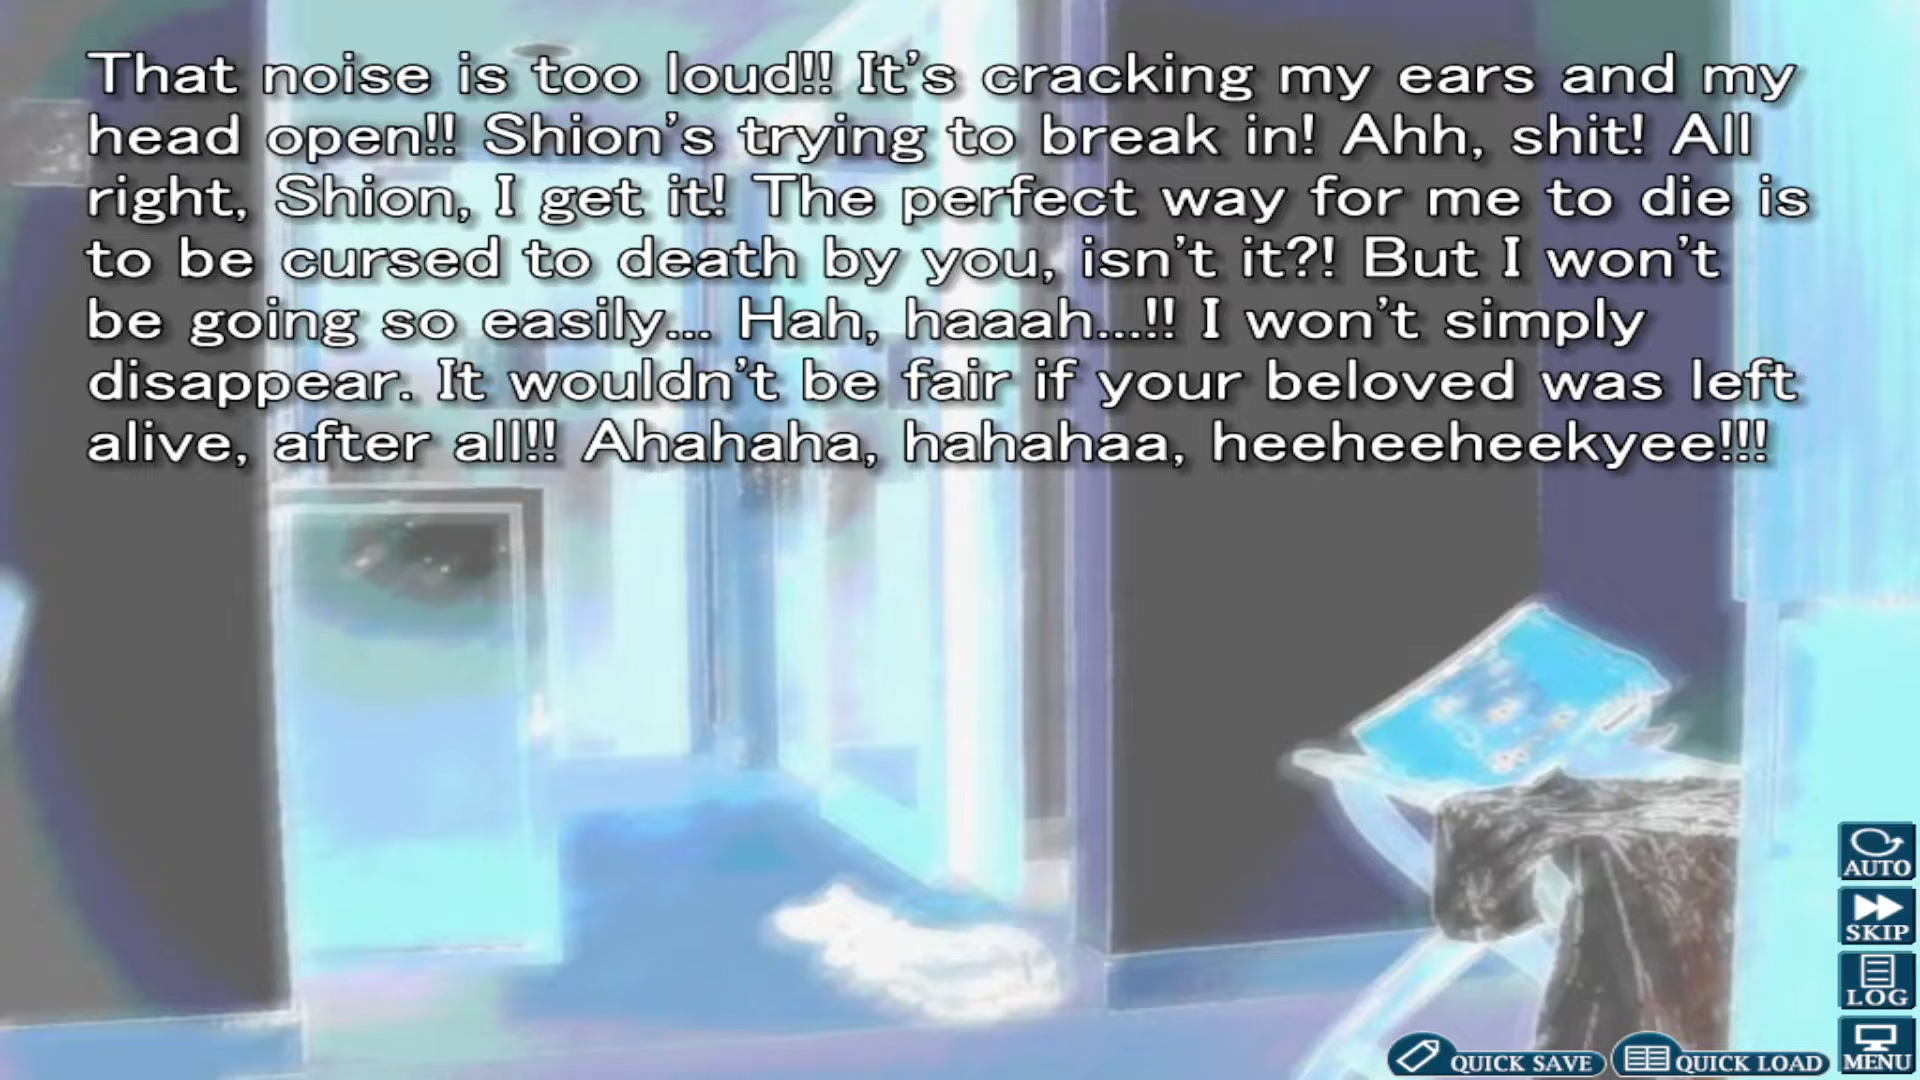 That noise is too loud!! It's cracking my ears and my
head open!! Shion's trying to break in! Ahh, shit! All
right, Shion, I get it! The perfect way for me to die is
to be cursed to death by you, isn't it?! But I won't
be going so easily... Hah, haaah...!! I won't simply
disappear. It wouldn't be fair if your beloved was left
alive, after all!! Ahahaha, hahahaa, heeheeheekyee!!!
AUTO
SKIP
LOG
MENU
QUICK SAVE
QUICK LOAD